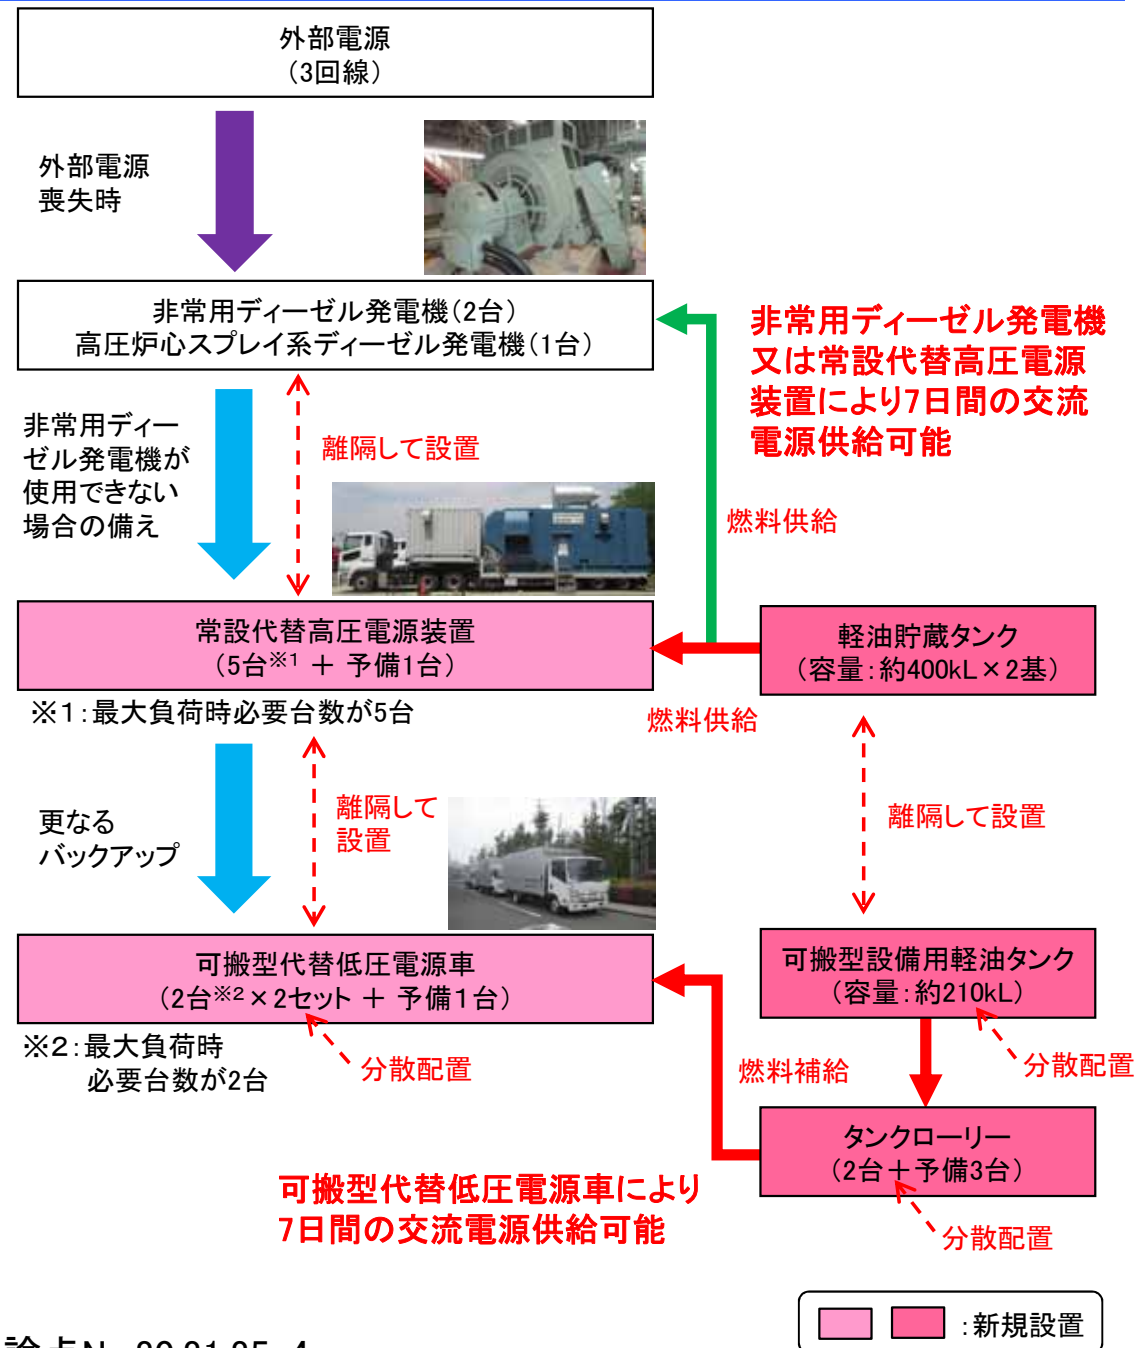 外部電源
（3回線）
外部電源
喪失時
非常用ディーゼル発電機（2台）
高圧炉心スプレイ系ディーゼル発電機（1台）
非常用ディーゼル発電機
又は常設代替高圧電源
装置により7日間の交流
電源供給可能
非常用ディー
ゼル発電機が
使用できない
場合の備え
離隔して設置
燃料供給
常設代替高圧電源装置
（5台※1 ＋ 予備1台）
軽油貯蔵タンク
（容量：約400kL×2基）
※1：最大負荷時必要台数が5台
燃料供給
更なる
バックアップ
離隔して
設置
離隔して設置
可搬型代替低圧電源車
（2台※2×2セット ＋ 予備1台）
可搬型設備用軽油タンク
（容量：約210kL）
※2：最大負荷時
必要台数が2台
分散配置
燃料補給
分散配置
タンクローリー
（2台＋予備3台）
可搬型代替低圧電源車により
7日間の交流電源供給可能
分散配置
：新規設置